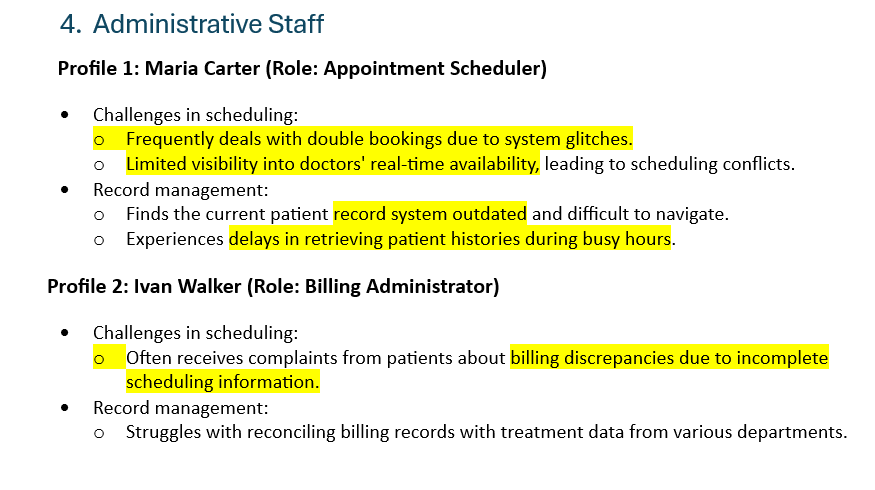 4. Administrative Staff
Profile 1: Maria Carter (Role: Appointment Scheduler)
• Challenges in scheduling:
o Frequently deals with double bookings due to system glitches.
o Limited visibility into doctors' real-time availability, leading to scheduling conflicts.
• Record management:
o Finds the current patient record system outdated and difficult to navigate.
o Experiences delays in retrieving patient histories during busy hours.
Profile 2: Ivan Walker (Role: Billing Administrator)
• Challenges in scheduling:
o Often receives complaints from patients about billing discrepancies due to incomplete
scheduling information.
• Record management:
o Struggles with reconciling billing records with treatment data from various departments.